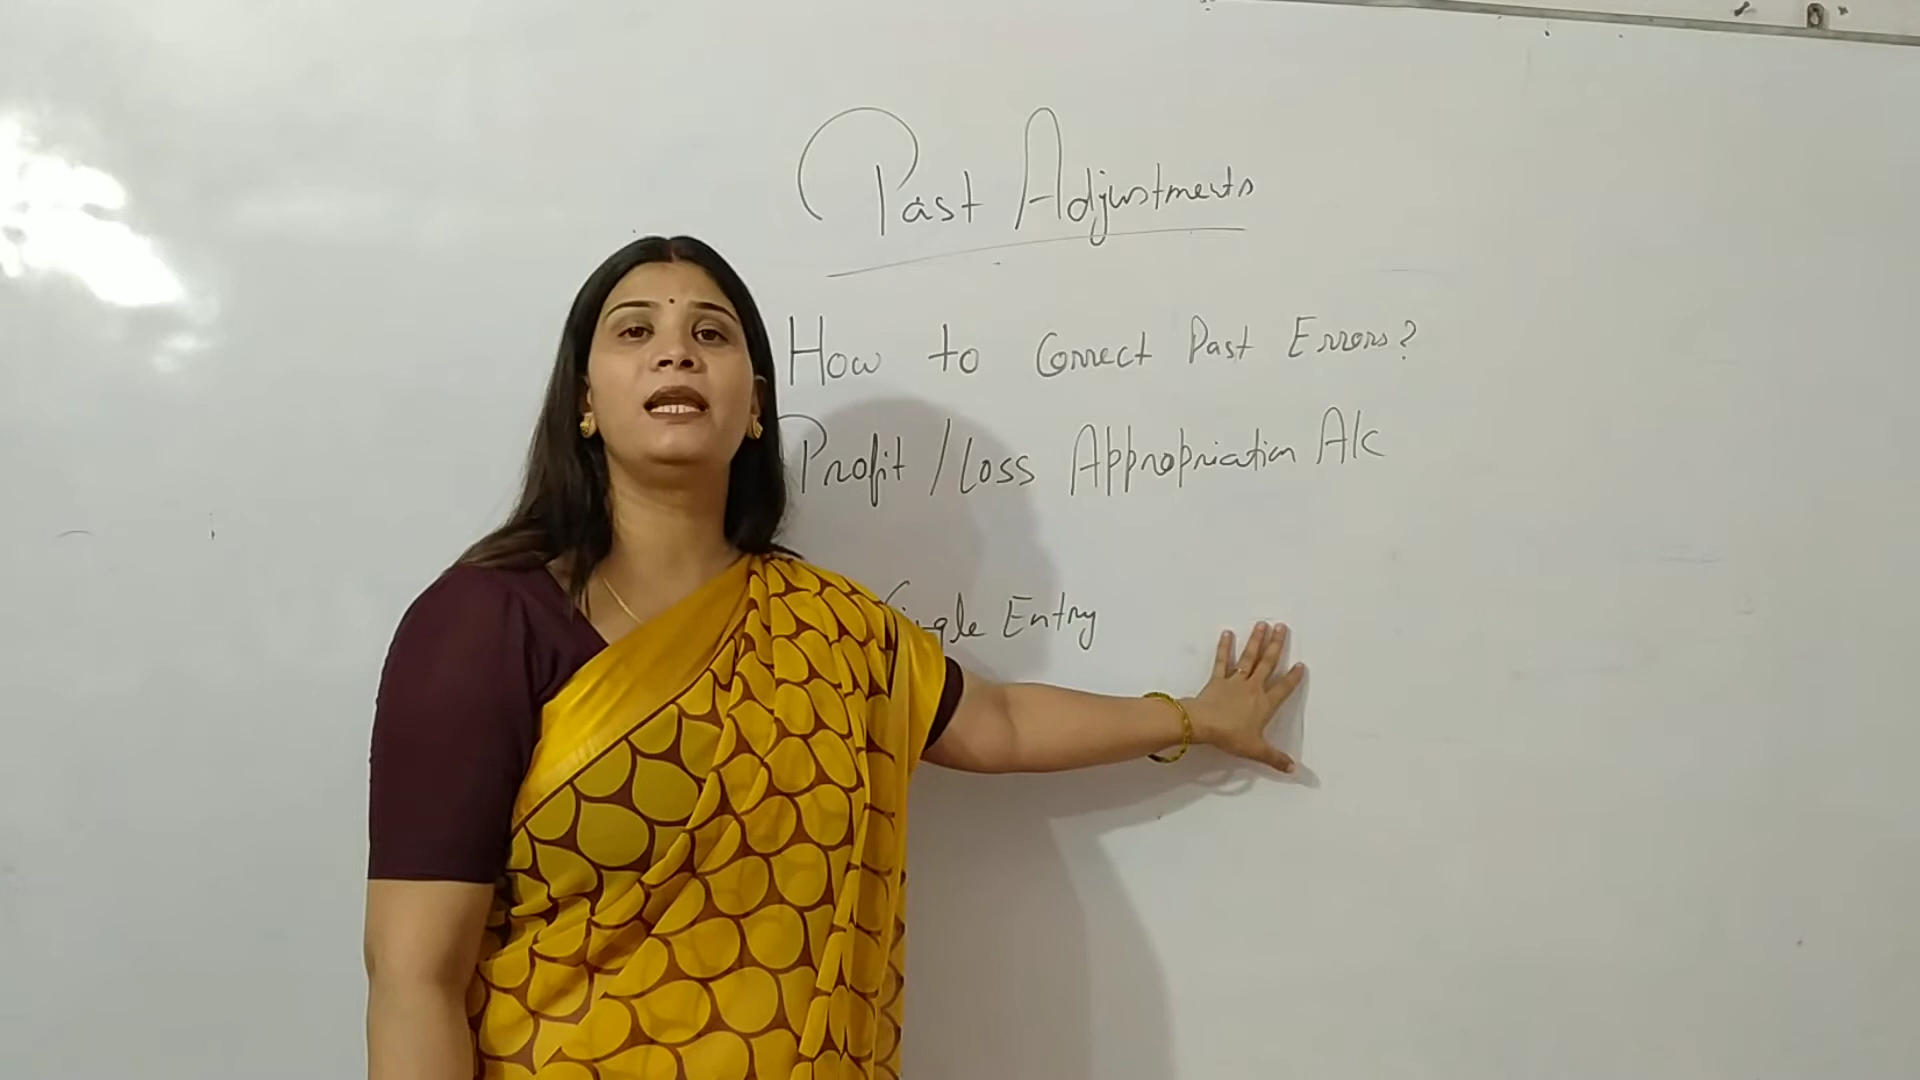 Past Adjustments
How to Correct Past Errors?
Profit / Loss Appropriation A/c
Single Entry